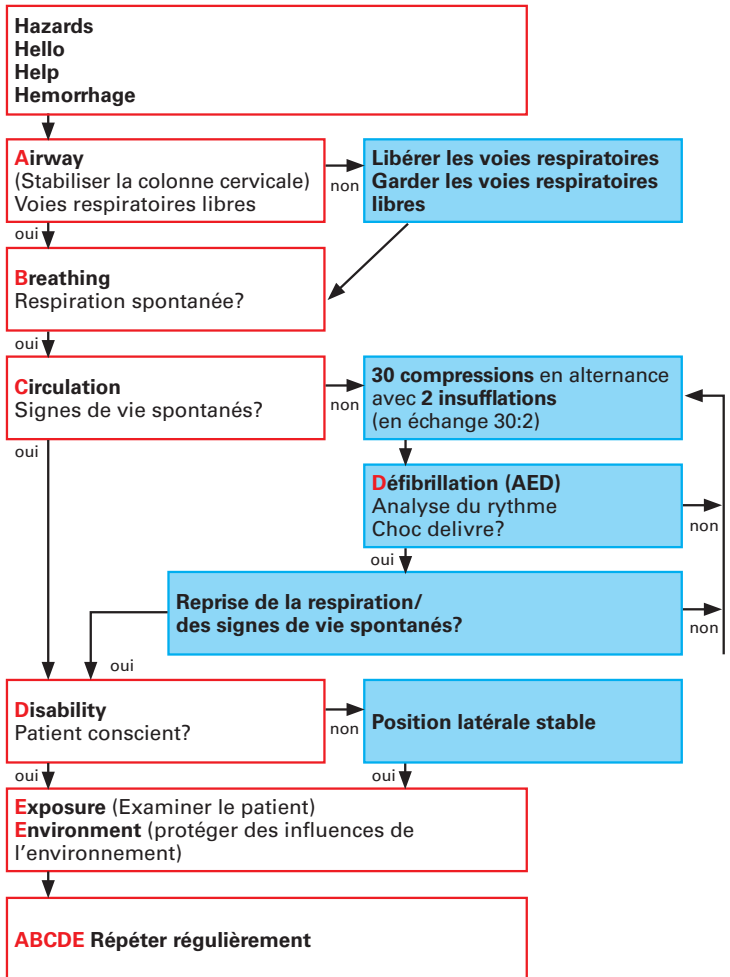 Hazards
Hello
Help
Hemorrhage
Airway
(Stabiliser la colonne cervicale)
Voies respiratoires libres
non
Libérer les voies respiratoires
Garder les voies respiratoires
libres
oui
Breathing
Respiration spontanée?
oui
Circulation
Signes de vie spontanés?
non
30 compressions en alternance
avec 2 insufflations
(en échange 30:2)
oui
Défibrillation (AED)
Analyse du rythme
Choc delivre?
non
oui
Reprise de la respiration/
des signes de vie spontanés?
non
oui
Disability
Patient conscient?
non
Position latérale stable
oui
oui
Exposure (Examiner le patient)
Environment (protéger des influences de
l'environnement)
ABCDE Répéter régulièrement